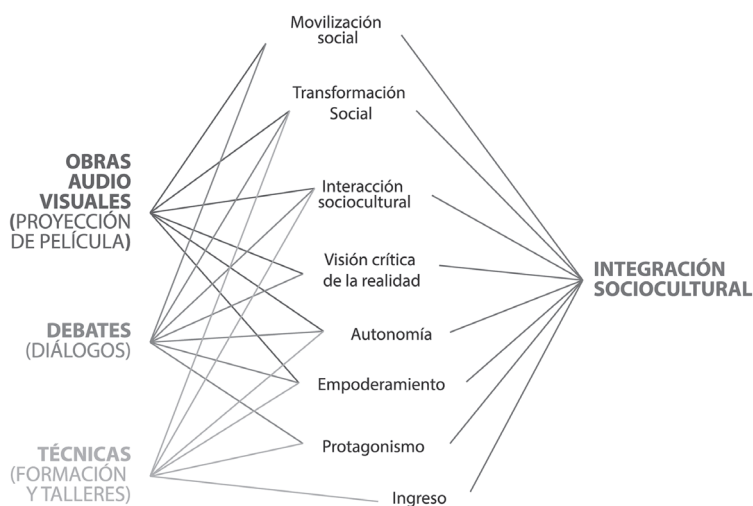 OBRAS
AUDIO
VISUALES
(PROYECCIÓN
DE PELÍCULA)
DEBATES
(DIÁLOGOS)
TÉCNICAS
(FORMACIÓN
Y TALLERES)
Movilización
social
Transformación
Social
Interacción
sociocultural
Visión crítica
de la realidad
Autonomía
Empoderamiento
Protagonismo
Ingreso
INTEGRACIÓN
SOCIOCULTURAL